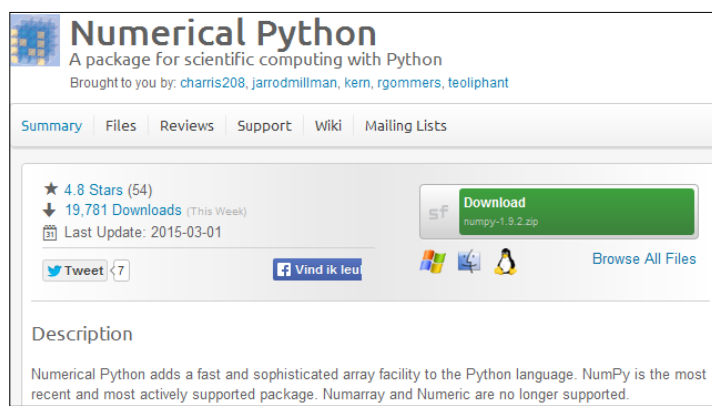 Numerical Python
A package for scientific computing with Python
Brought to you by: charris208, jarrodmillman, kern, rgommers, teoliphant
Summary Files Reviews Support Wiki Mailing Lists
4.8 Stars (54)
19,781 Downloads (This Week)
31 Last Update: 2015-03-01
sf Download
numpy-1.9.2.zip
Tweet 7 Vind ik leuk
Browse All Files
Description
Numerical Python adds a fast and sophisticated array facility to the Python language. NumPy is the most
recent and most actively supported package. Numarray and Numeric are no longer supported.